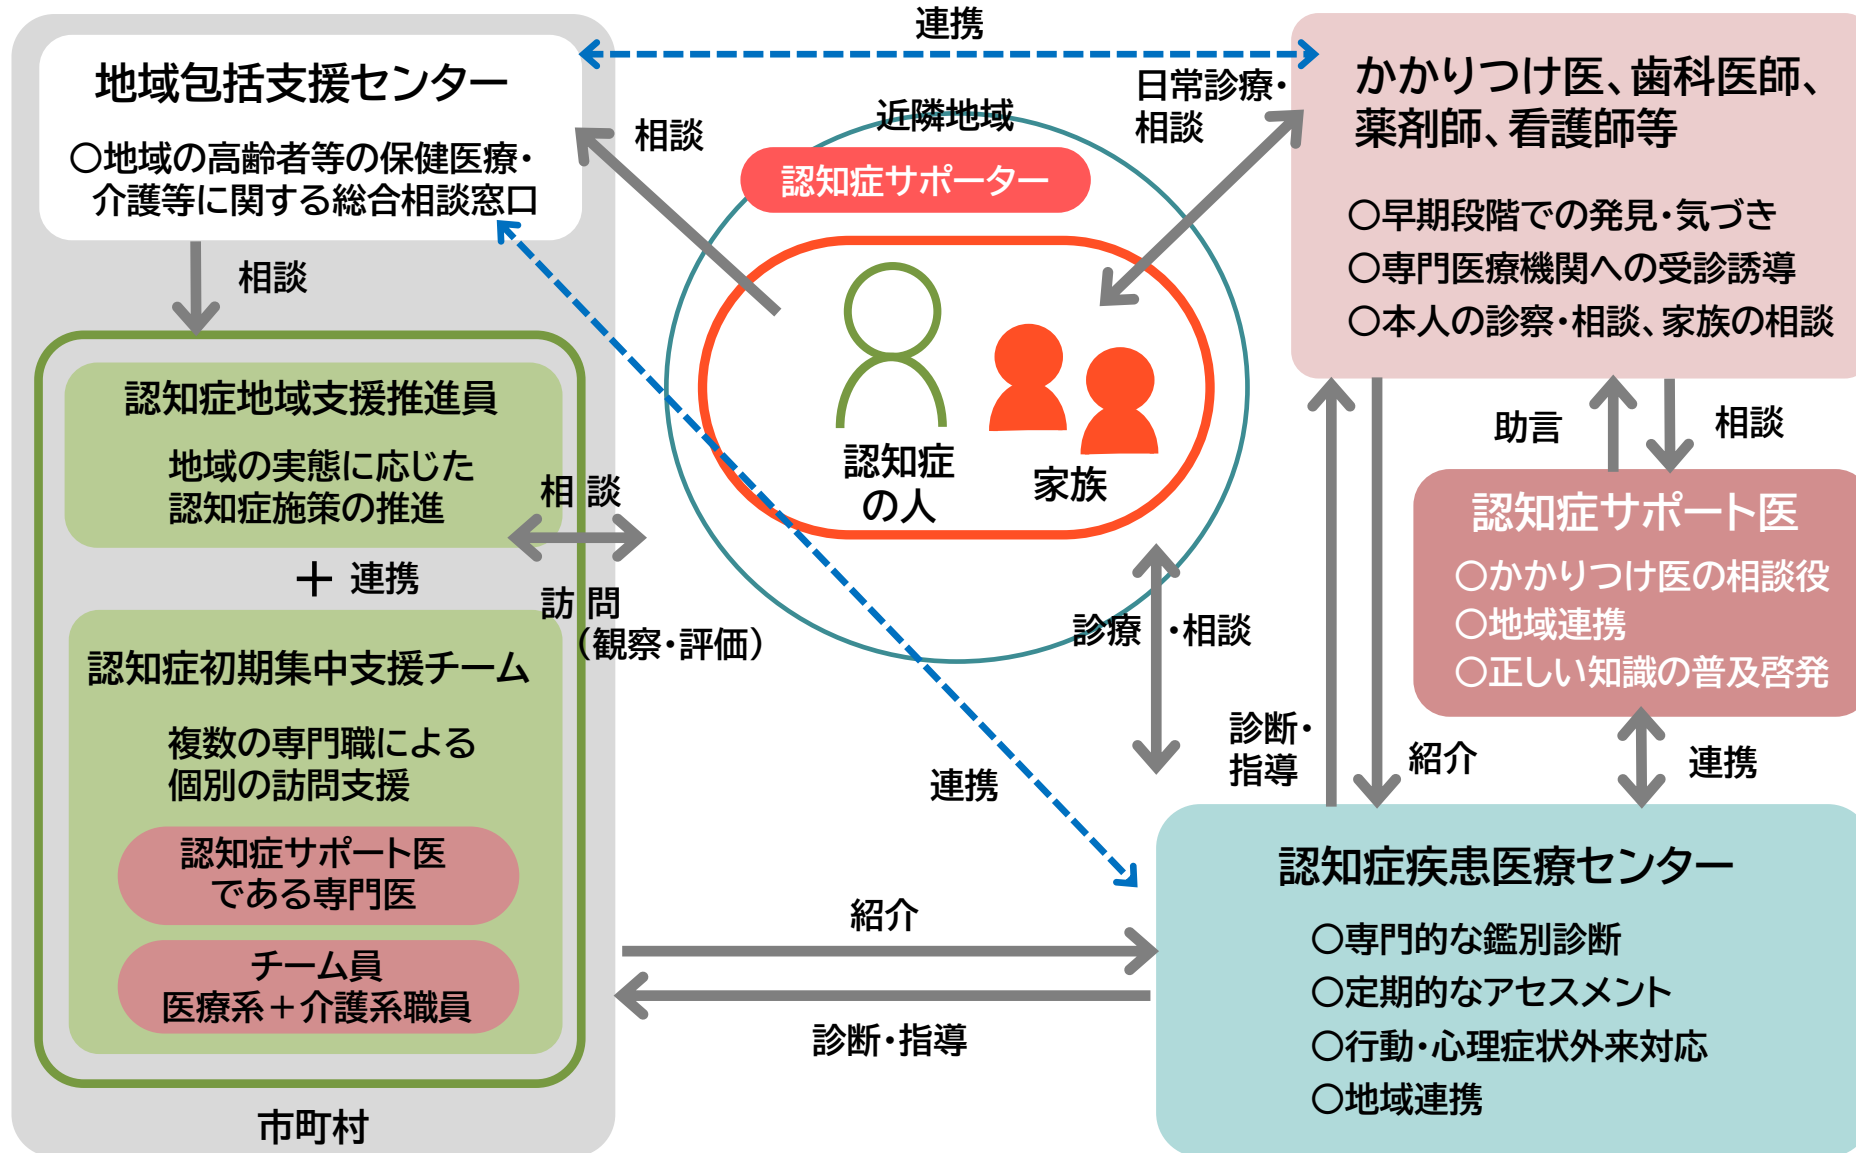 連携
地域包括支援センター
〇地域の高齢者等の保健医療・
介護等に関する総合相談窓口
相談
相談
近隣地域
認知症サポーター
認知症
の人
家族
日常診療・
相談
かかりつけ医、歯科医師、
薬剤師、看護師等
〇早期段階での発見・気づき
〇専門医療機関への受診誘導
〇本人の診察・相談、家族の相談
認知症地域支援推進員
地域の実態に応じた
認知症施策の推進
＋ 連携
相 談
訪 問
（観察・評価）
認知症初期集中支援チーム
複数の専門職による
個別の訪問支援
認知症サポート医
である専門医
チーム員
医療系＋介護系職員
市町村
診療 ・相談
連携
助言
相談
認知症サポート医
〇かかりつけ医の相談役
〇地域連携
〇正しい知識の普及啓発
診断・
指導
紹介
連携
紹介
診断・指導
認知症疾患医療センター
〇専門的な鑑別診断
〇定期的なアセスメント
〇行動・心理症状外来対応
〇地域連携